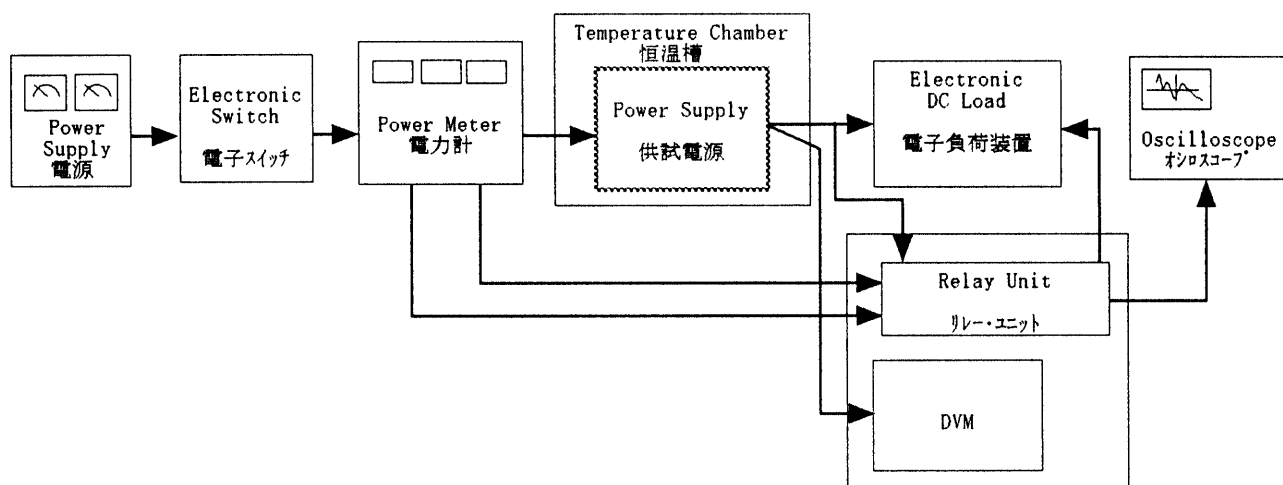 Power
Supply
電源
Electronic
Switch
電子スイッチ
Power Meter
電力計
Temperature Chamber
恒温槽
Power Supply
供試電源
Electronic
DC Load
電子負荷装置
Oscilloscope
オシロスコープ
Relay Unit
リレー・ユニット
DVM